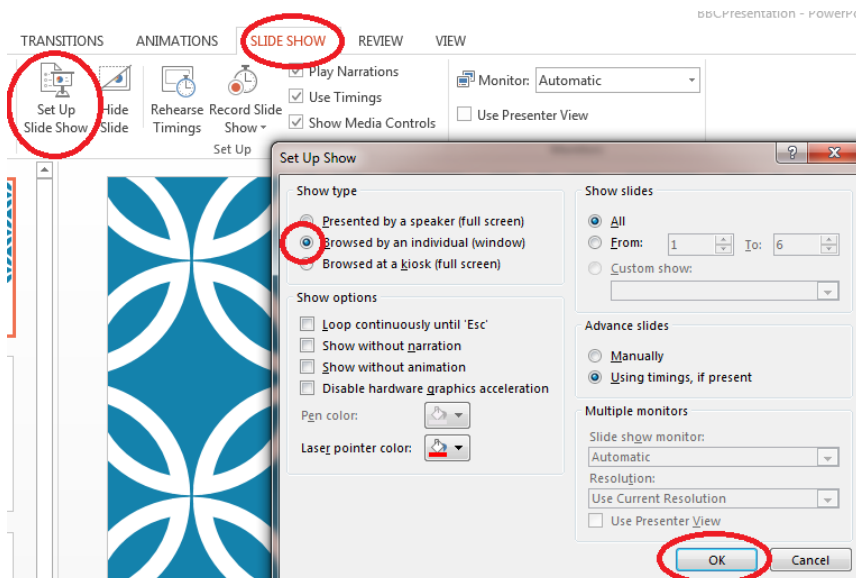 BBCPresentation - PowerPo
TRANSITIONS ANIMATIONS SLIDE SHOW REVIEW VIEW
Set Up Slide Show
Hide Slide
Rehearse Timings
Record Slide Show
Play Narrations
Use Timings
Show Media Controls
Set Up
Monitor: Automatic
Use Presenter View
Set Up Show
Show type
Presented by a speaker (full screen)
Browsed by an individual (window)
Browsed at a kiosk (full screen)
Show options
Loop continuously until 'Esc'
Show without narration
Show without animation
Disable hardware graphics acceleration
Pen color:
Laser pointer color:
Show slides
All
From: 1 To: 6
Custom show:
Advance slides
Manually
Using timings, if present
Multiple monitors
Slide show monitor:
Automatic
Resolution:
Use Current Resolution
Use Presenter View
OK Cancel